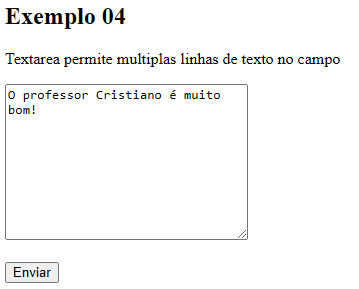 Exemplo 04
Textarea permite multiplas linhas de texto no campo
O professor Cristiano é muito
bom!
Enviar